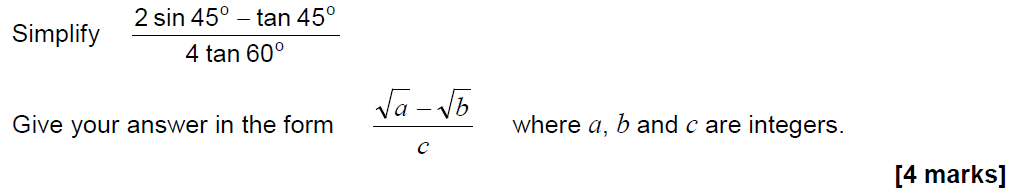 Simplify (2 sin 45° – tan 45°) / (4 tan 60°)
Give your answer in the form (√a – √b) / c where a, b and c are integers.
[4 marks]